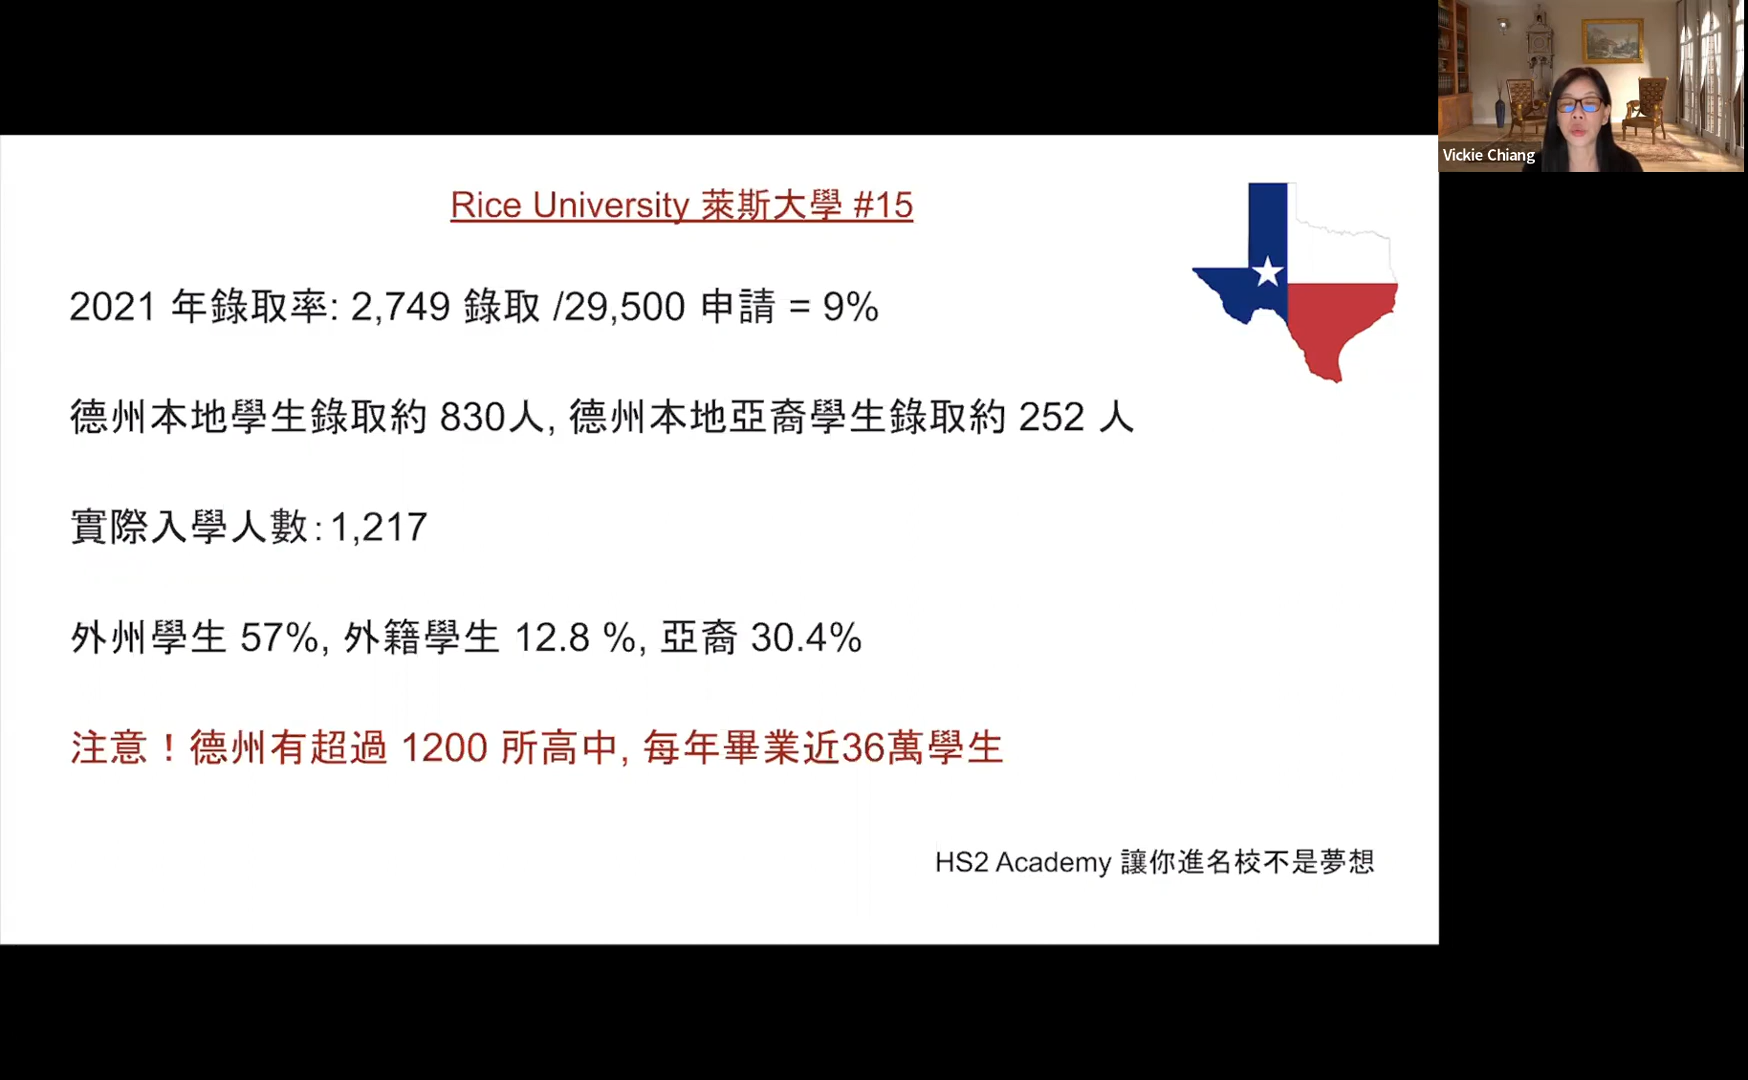 Vickie Chiang
Rice University 萊斯大學 #15
2021 年錄取率: 2,749 錄取 /29,500 申請 = 9%
德州本地學生錄取約 830人, 德州本地亞裔學生錄取約 252 人
實際入學人數: 1,217
外州學生 57%, 外籍學生 12.8 %, 亞裔 30.4%
注意！德州有超過 1200 所高中, 每年畢業近36萬學生
HS2 Academy 讓你進名校不是夢想